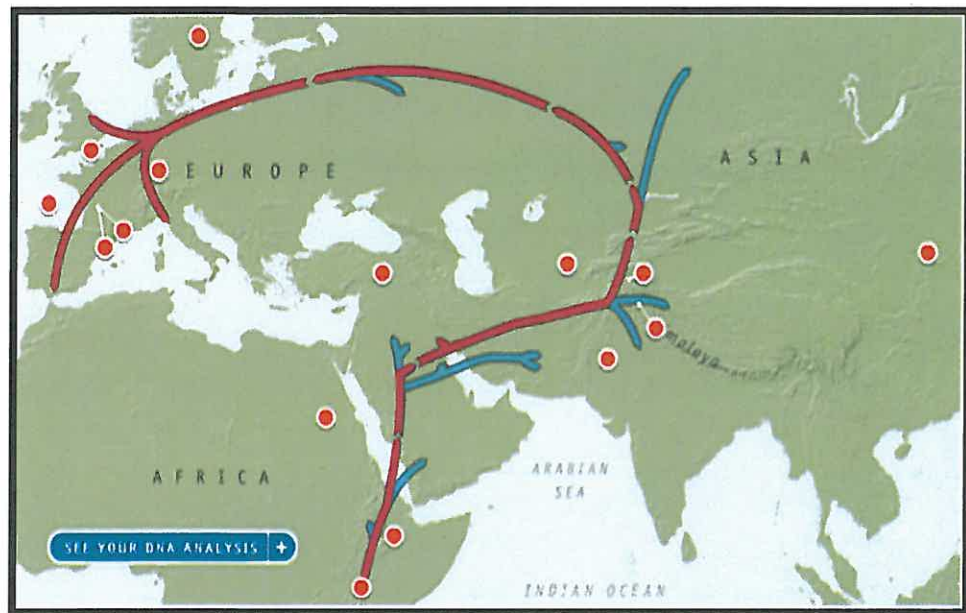 EUROPE
ASIA
AFRICA
ARABIAN
SEA
SEE YOUR DNA ANALYSIS +
INDIAN OCEAN